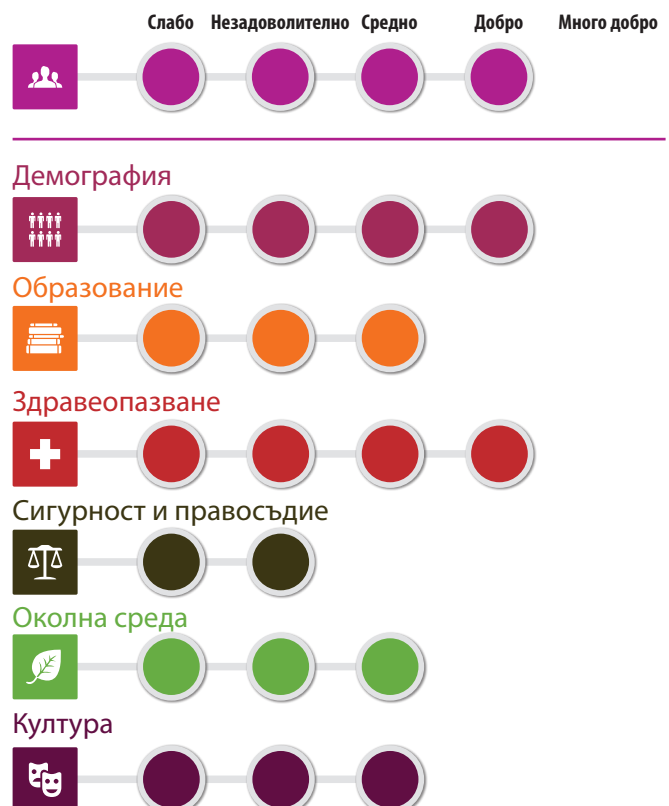 Слабо Незадоволително Средно Добро Много добро
Демография
Образование
Здравеопазване
Сигурност и правосъдие
Околна среда
Култура